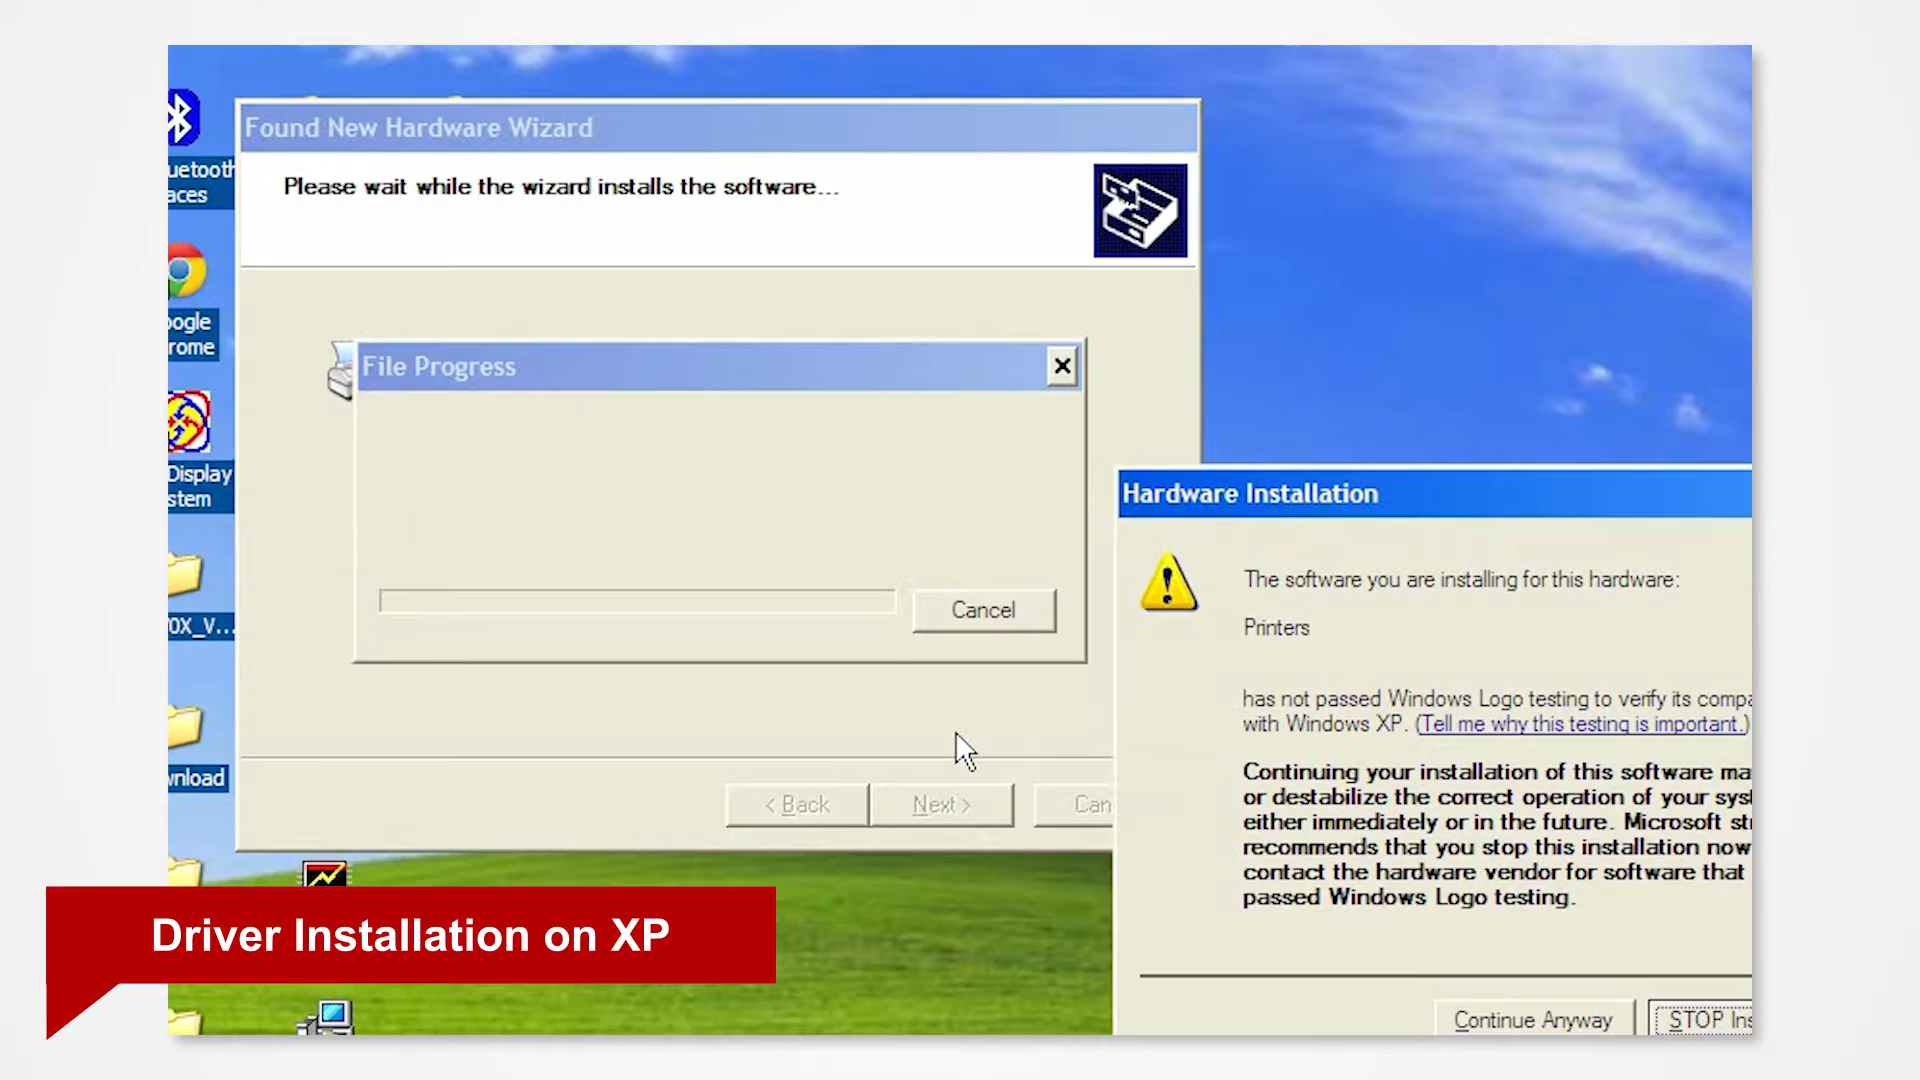 Found New Hardware Wizard
Please wait while the wizard installs the software...
uetooth
aces
oogle
rome
File Progress
Display
stem
Cancel
Hardware Installation
The software you are installing for this hardware:
Printers
0X_V...
has not passed Windows Logo testing to verify its compa
with Windows XP. (Tell me why this testing is important.)
wnload
< Back
Next >
Can
Continuing your installation of this software ma
or destabilize the correct operation of your sys
either immediately or in the future. Microsoft st
recommends that you stop this installation now
contact the hardware vendor for software that
passed Windows Logo testing.
Driver Installation on XP
Continue Anyway
STOP Ins